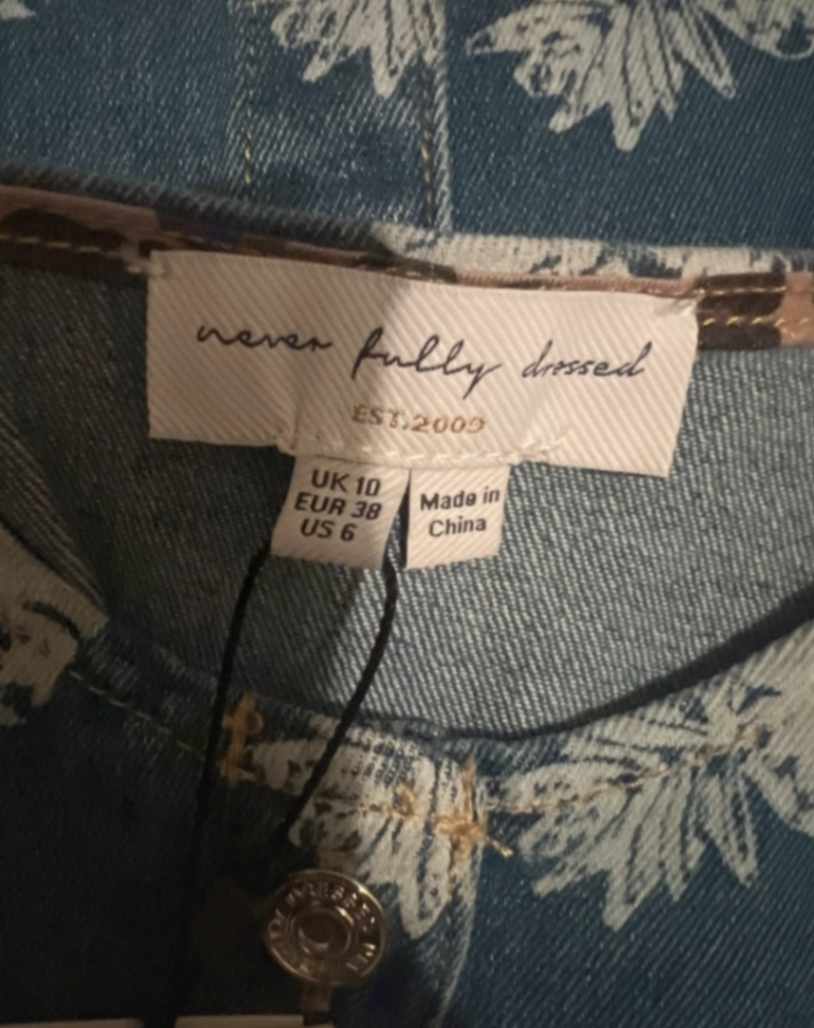 never fully dressed
EST.2009
UK 10
EUR 38
US 6
Made in
China